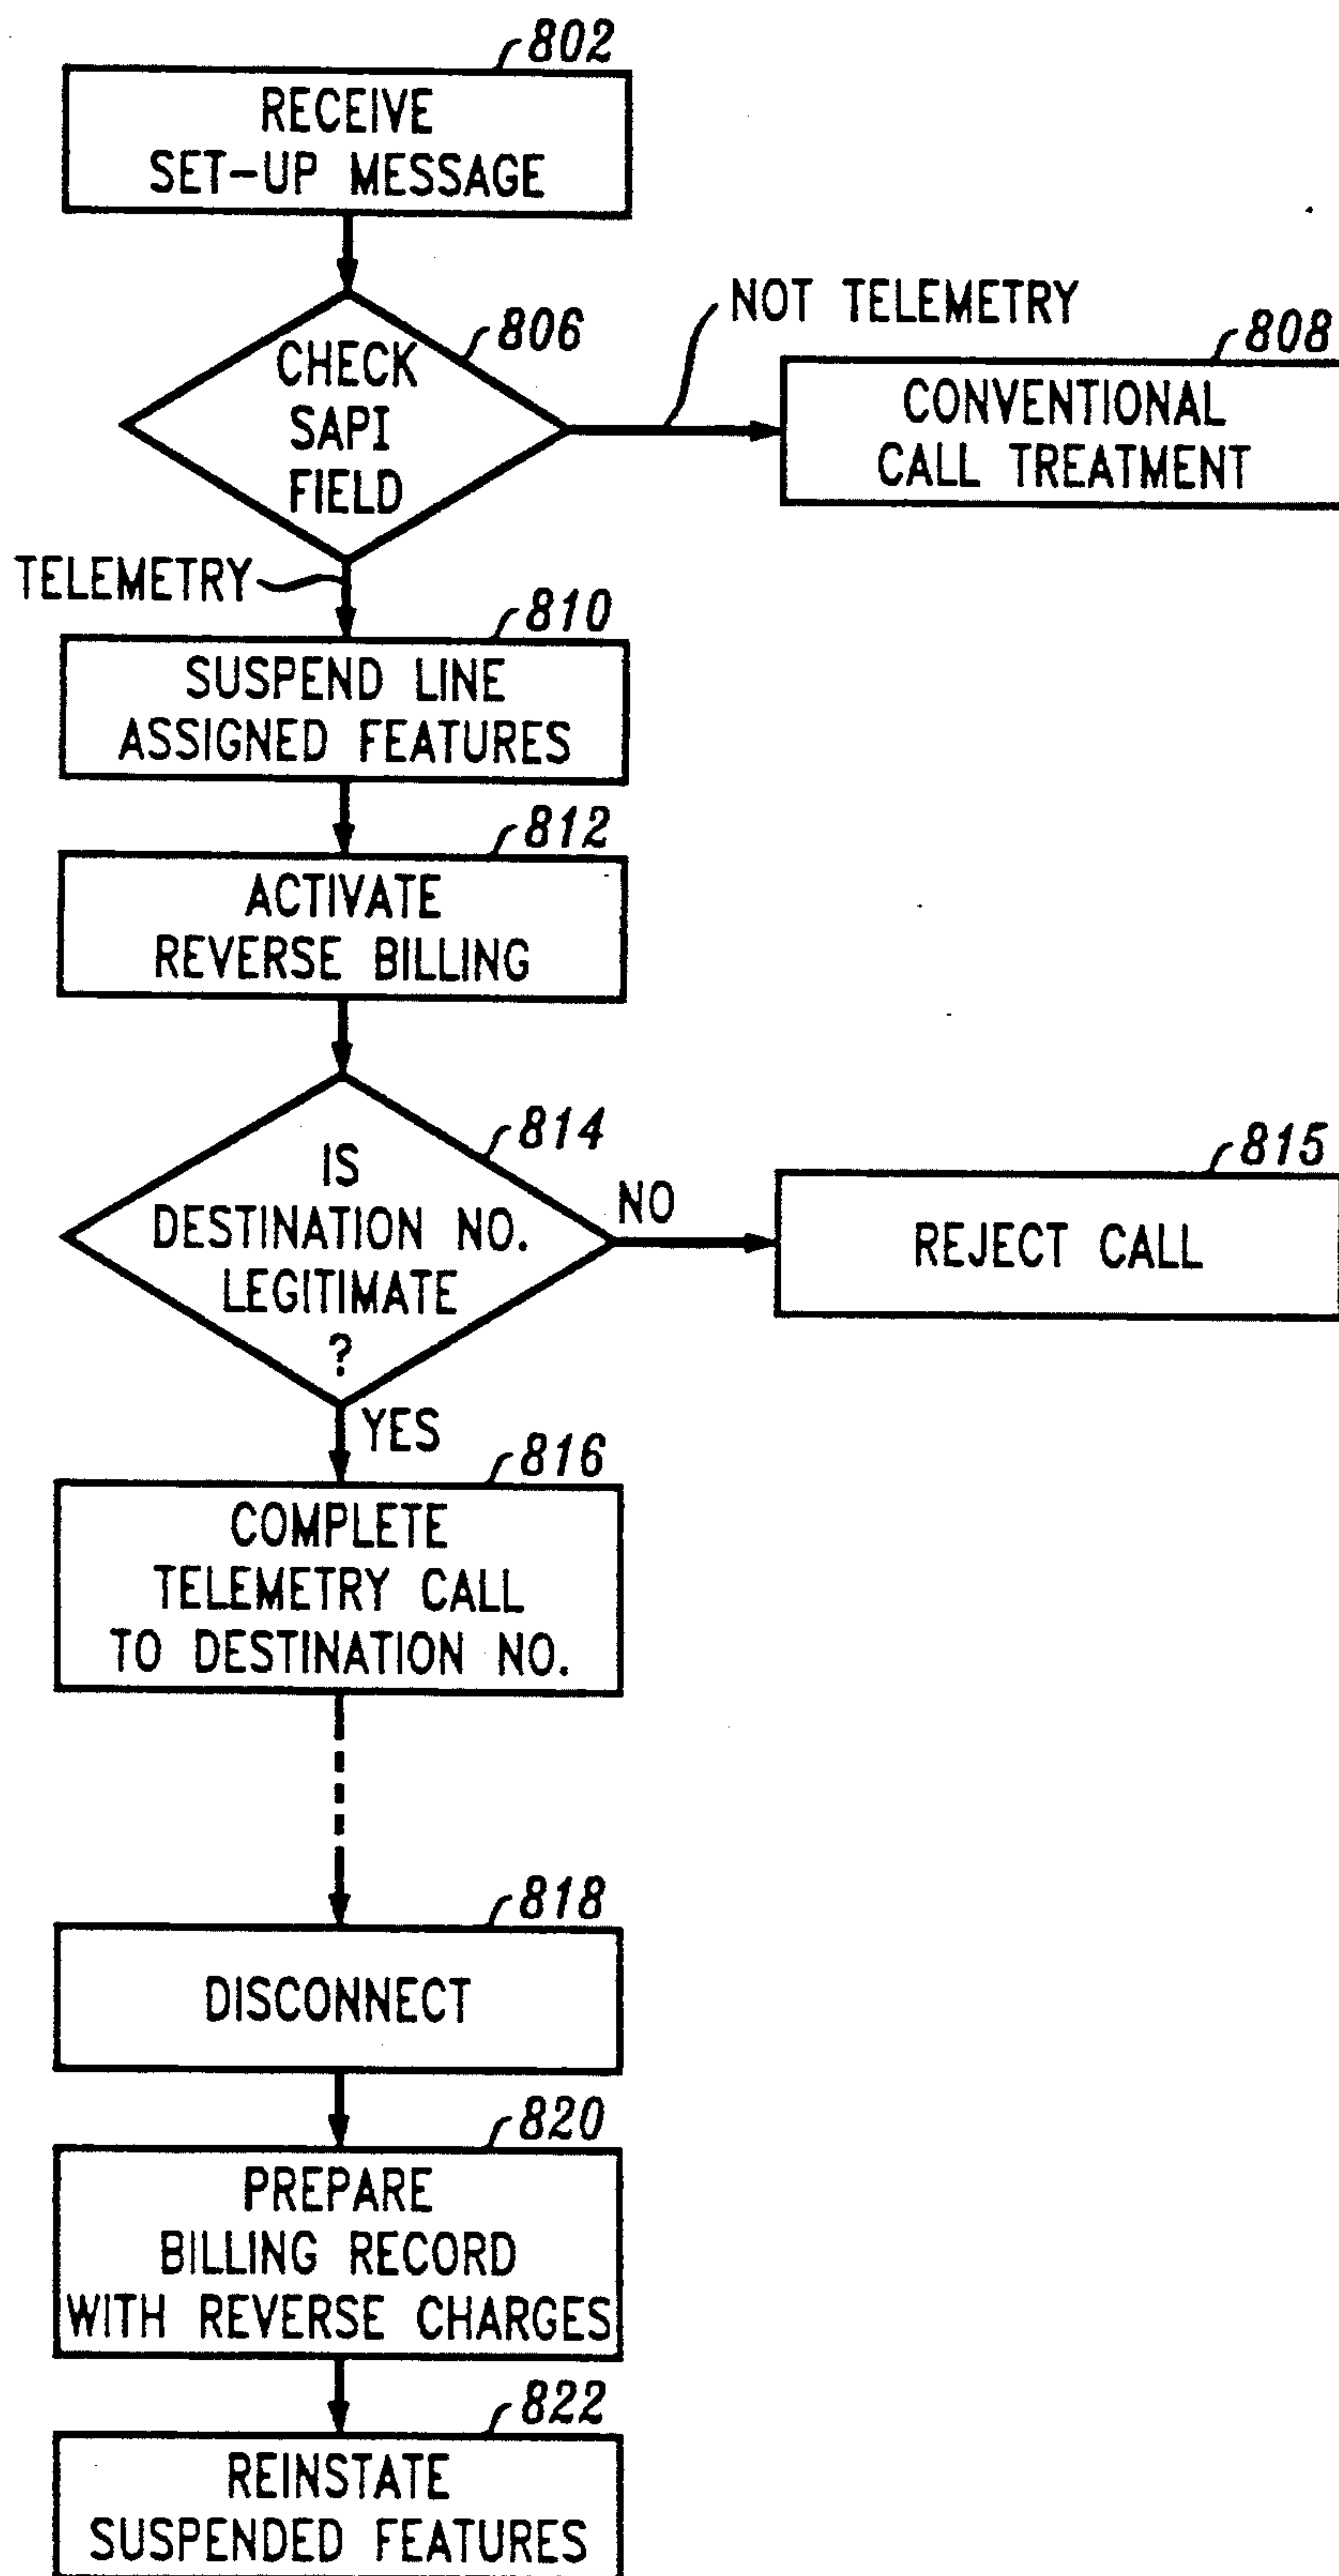 802
RECEIVE
SET-UP MESSAGE
806
CHECK
SAPI
FIELD
NOT TELEMETRY
808
CONVENTIONAL
CALL TREATMENT
TELEMETRY
810
SUSPEND LINE
ASSIGNED FEATURES
812
ACTIVATE
REVERSE BILLING
814
IS
DESTINATION NO.
LEGITIMATE
?
NO
815
REJECT CALL
YES
816
COMPLETE
TELEMETRY CALL
TO DESTINATION NO.
818
DISCONNECT
820
PREPARE
BILLING RECORD
WITH REVERSE CHARGES
822
REINSTATE
SUSPENDED FEATURES